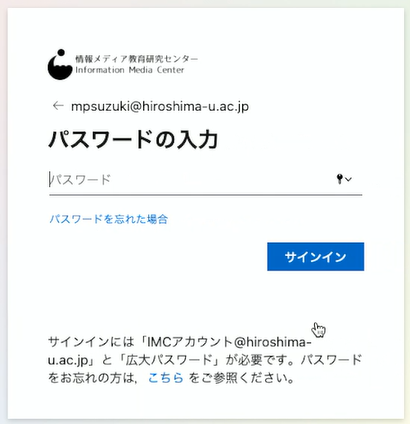 情報メディア教育研究センター
Information Media Center
← mpsuzuki@hiroshima-u.ac.jp
パスワードの入力
パスワード
パスワードを忘れた場合
サインイン
サインインには「IMCアカウント@hiroshima-
u.ac.jp」と「広大パスワード」が必要です。パスワード
をお忘れの方は，こちら をご参照ください。